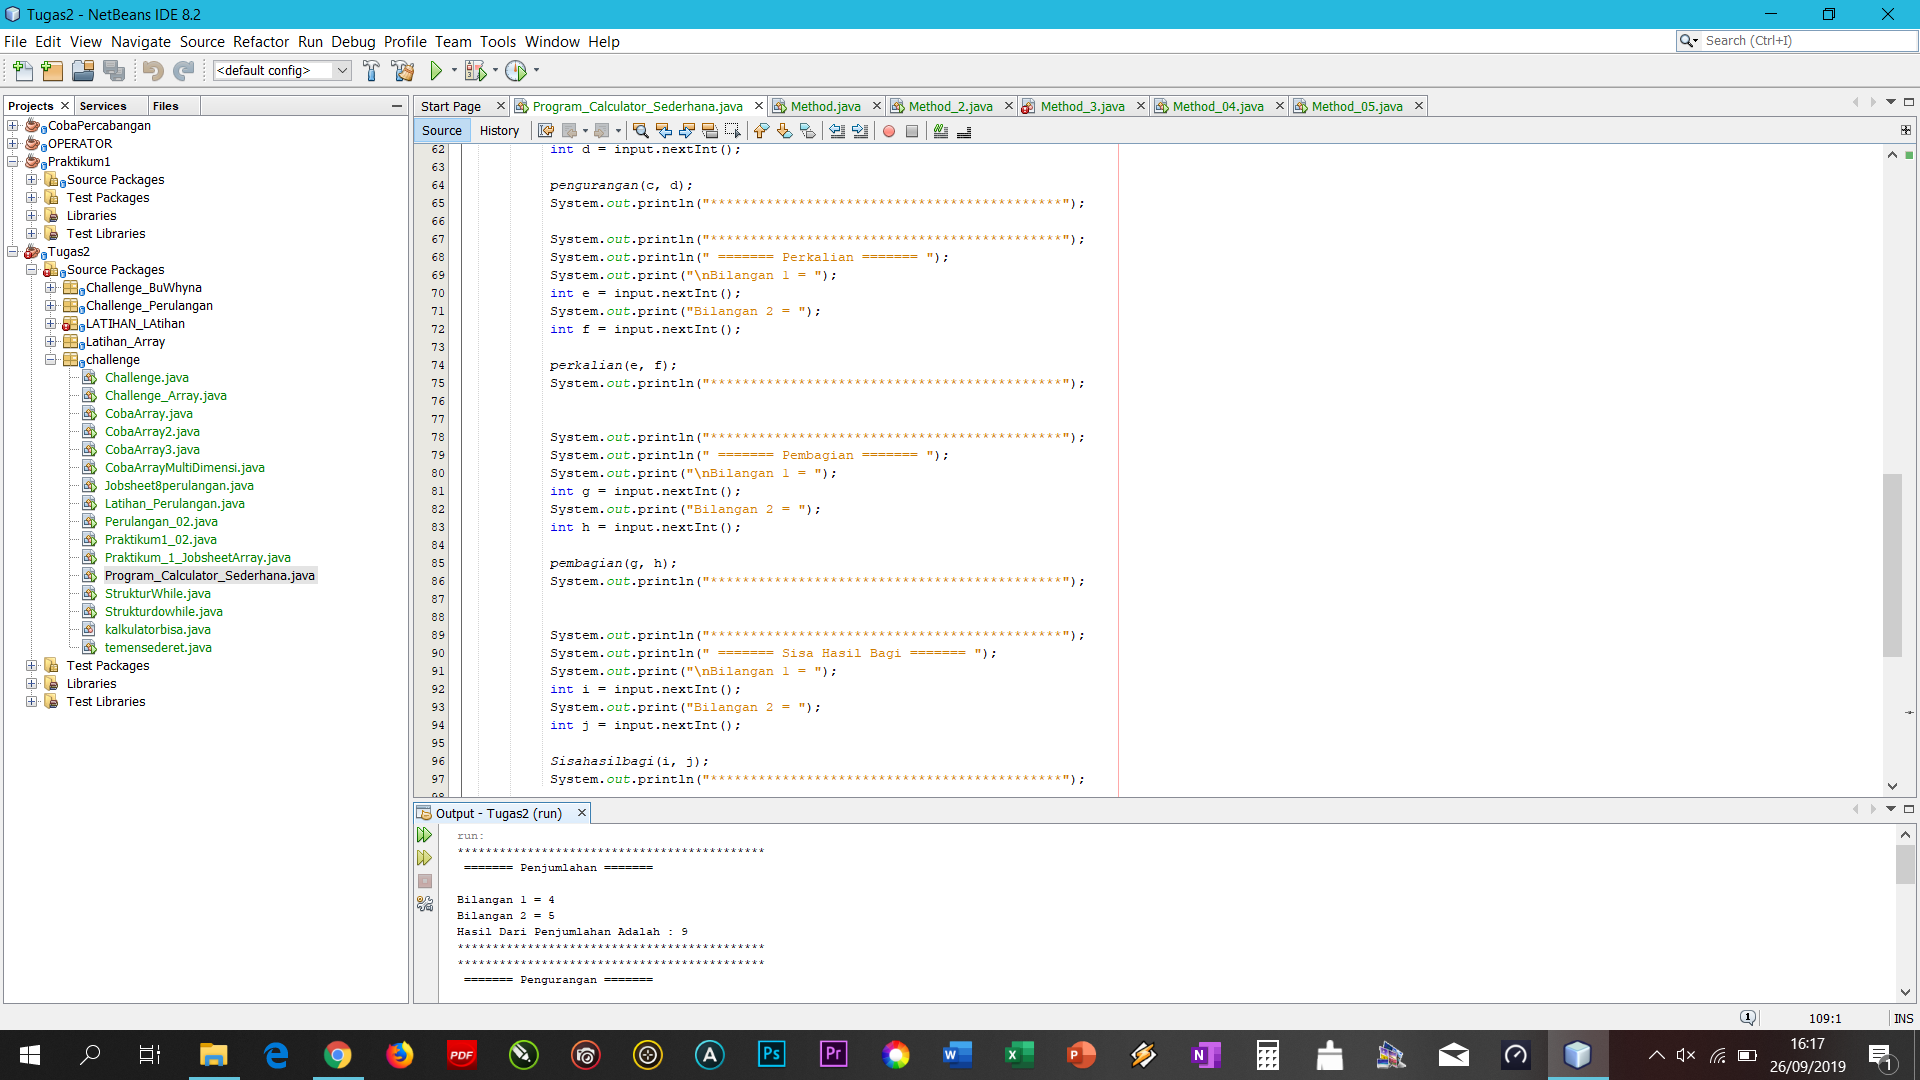 Tugas2 - NetBeans IDE 8.2
File Edit View Navigate Source Refactor Run Debug Profile Team Tools Window Help
Search (Ctrl+I)
<default config>
Projects Services Files
CobaPercabangan
OPERATOR
Praktikum1
Source Packages
Test Packages
Libraries
Test Libraries
Tugas2
Source Packages
Challenge_BuWhyna
Challenge_Perulangan
LATIHAN_LAtihan
Latihan_Array
challenge
Challenge.java
Challenge_Array.java
CobaArray.java
CobaArray2.java
CobaArray3.java
CobaArrayMultiDimensi.java
Jobsheet8perulangan.java
Latihan_Perulangan.java
Perulangan_02.java
Praktikum1_02.java
Praktikum_1_JobsheetArray.java
Program_Calculator_Sederhana.java
StrukturWhile.java
Strukturdowhile.java
kalkulatorbisa.java
temensederet.java
Test Packages
Libraries
Test Libraries
Start Page Program_Calculator_Sederhana.java Method.java Method_2.java Method_3.java Method_04.java Method_05.java
Source History
62 int d = input.nextInt();
63
64 pengurangan(c, d);
65 System.out.println("********************************************");
66
67 System.out.println("********************************************");
68 System.out.println(" ======= Perkalian ======= ");
69 System.out.print("\nBilangan 1 = ");
70 int e = input.nextInt();
71 System.out.print("Bilangan 2 = ");
72 int f = input.nextInt();
73
74 perkalian(e, f);
75 System.out.println("********************************************");
76
77
78 System.out.println("********************************************");
79 System.out.println(" ======= Pembagian ======= ");
80 System.out.print("\nBilangan 1 = ");
81 int g = input.nextInt();
82 System.out.print("Bilangan 2 = ");
83 int h = input.nextInt();
84
85 pembagian(g, h);
86 System.out.println("********************************************");
87
88
89 System.out.println("********************************************");
90 System.out.println(" ======= Sisa Hasil Bagi ======= ");
91 System.out.print("\nBilangan 1 = ");
92 int i = input.nextInt();
93 System.out.print("Bilangan 2 = ");
94 int j = input.nextInt();
95
96 Sisahasilbagi(i, j);
97 System.out.println("********************************************");
98
Output - Tugas2 (run)
run:
********************************************
======= Penjumlahan =======
Bilangan 1 = 4
Bilangan 2 = 5
Hasil Dari Penjumlahan Adalah : 9
********************************************
********************************************
======= Pengurangan =======
1 109:1 INS
PDF
Ps
Pr
16:17
26/09/2019
1